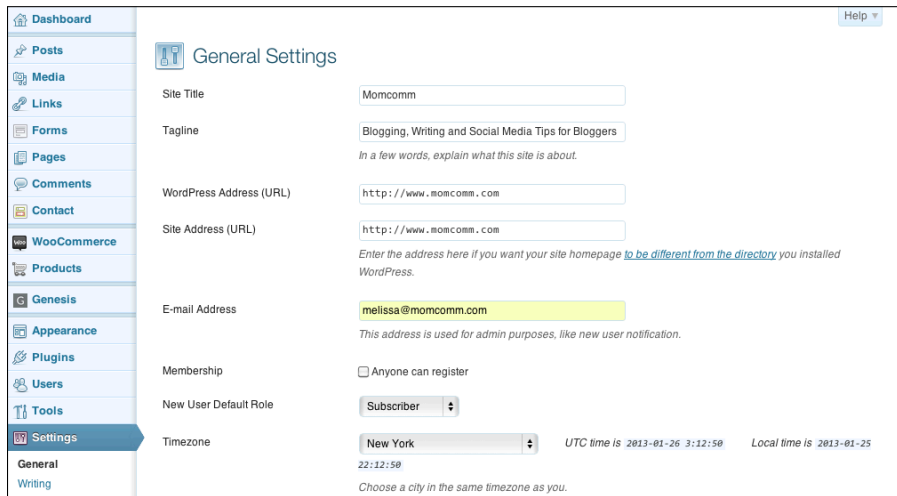 Dashboard
Posts
Media
Links
Forms
Pages
Comments
Contact
WooCommerce
Products
Genesis
Appearance
Plugins
Users
Tools
Settings
General
Writing
Help
General Settings
Site Title
Momcomm
Tagline
Blogging, Writing and Social Media Tips for Bloggers
In a few words, explain what this site is about.
WordPress Address (URL)
http://www.momcomm.com
Site Address (URL)
http://www.momcomm.com
Enter the address here if you want your site homepage to be different from the directory you installed
WordPress.
E-mail Address
melissa@momcomm.com
This address is used for admin purposes, like new user notification.
Membership
Anyone can register
New User Default Role
Subscriber
Timezone
New York
UTC time is 2013-01-26 3:12:50 Local time is 2013-01-25
22:12:50
Choose a city in the same timezone as you.